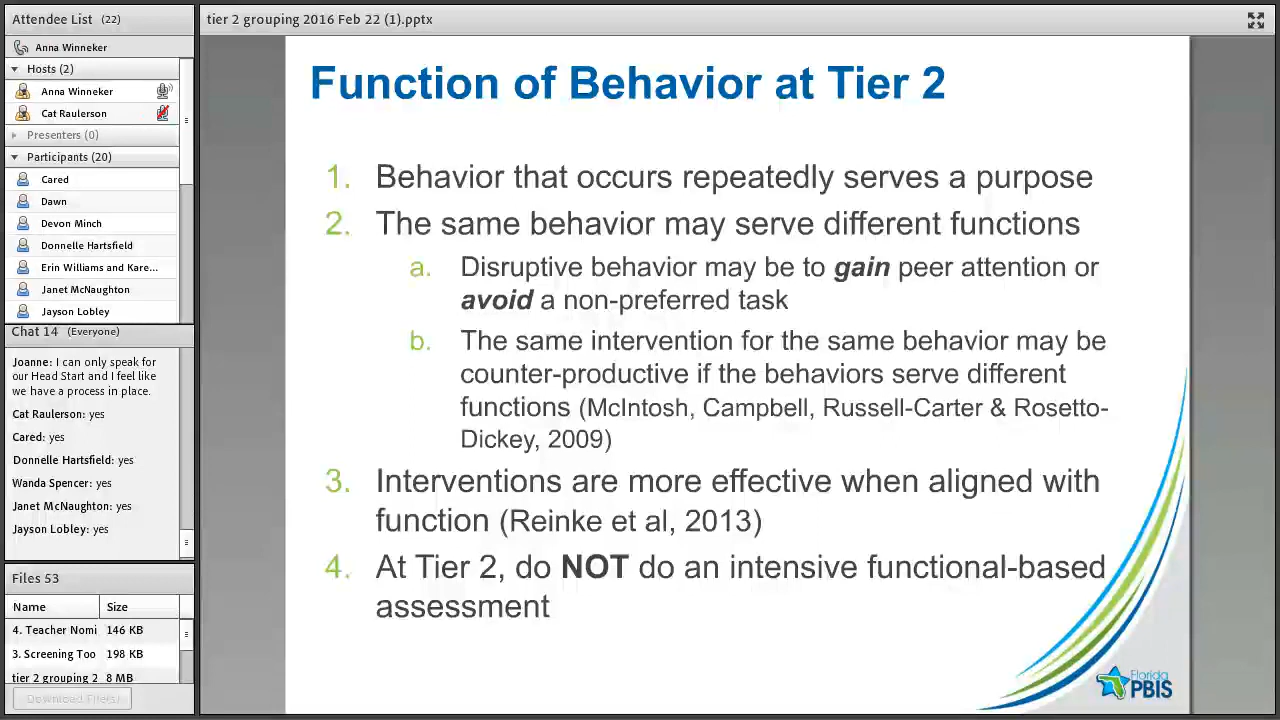 Attendee List (22)
Anna Winneker
Hosts (2)
Anna Winneker
Cat Raulerson
Presenters (0)
Participants (20)
Cared
Dawn
Devon Minch
Donnelle Hartsfield
Erin Williams and Kare...
Janet McNaughton
Jayson Lobley
Chat 14 (Everyone)
Joanne: I can only speak for
our Head Start and I feel like
we have a process in place.
Cat Raulerson: yes
Cared: yes
Donnelle Hartsfield: yes
Wanda Spencer: yes
Janet McNaughton: yes
Jayson Lobley: yes
Files 53
Name Size
4. Teacher Nomi 146 KB
3. Screening Too 198 KB
tier 2 grouping 2 8 MB
Download File(s)
tier 2 grouping 2016 Feb 22 (1).pptx
Function of Behavior at Tier 2
1. Behavior that occurs repeatedly serves a purpose
2. The same behavior may serve different functions
a. Disruptive behavior may be to gain peer attention or
avoid a non-preferred task
b. The same intervention for the same behavior may be
counter-productive if the behaviors serve different
functions (McIntosh, Campbell, Russell-Carter & Rosetto-
Dickey, 2009)
3. Interventions are more effective when aligned with
function (Reinke et al, 2013)
4. At Tier 2, do NOT do an intensive functional-based
assessment
Florida
PBIS